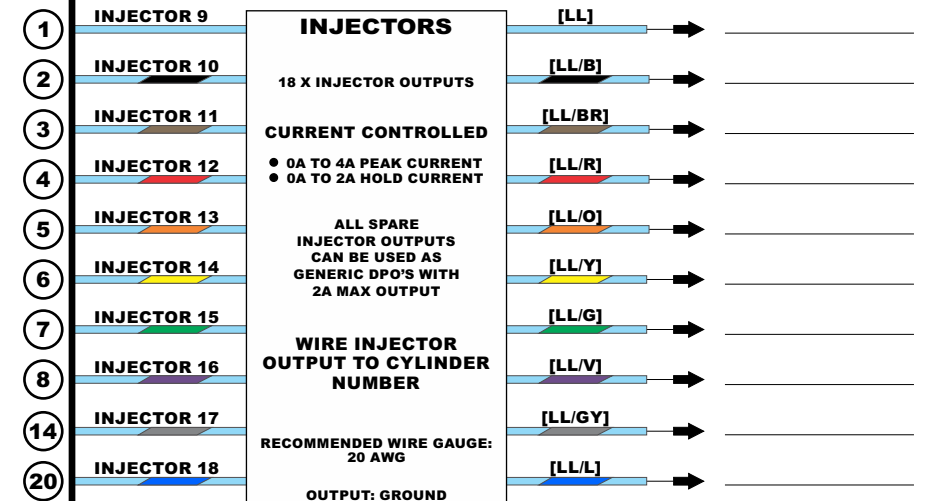 1 INJECTOR 9 [LL]
2 INJECTOR 10 [LL/B]
3 INJECTOR 11 [LL/BR]
4 INJECTOR 12 [LL/R]
5 INJECTOR 13 [LL/O]
6 INJECTOR 14 [LL/Y]
7 INJECTOR 15 [LL/G]
8 INJECTOR 16 [LL/V]
14 INJECTOR 17 [LL/GY]
20 INJECTOR 18 [LL/L]
INJECTORS
18 X INJECTOR OUTPUTS
CURRENT CONTROLLED
● 0A TO 4A PEAK CURRENT
● 0A TO 2A HOLD CURRENT
ALL SPARE
INJECTOR OUTPUTS
CAN BE USED AS
GENERIC DPO'S WITH
2A MAX OUTPUT
WIRE INJECTOR
OUTPUT TO CYLINDER
NUMBER
RECOMMENDED WIRE GAUGE:
20 AWG
OUTPUT: GROUND